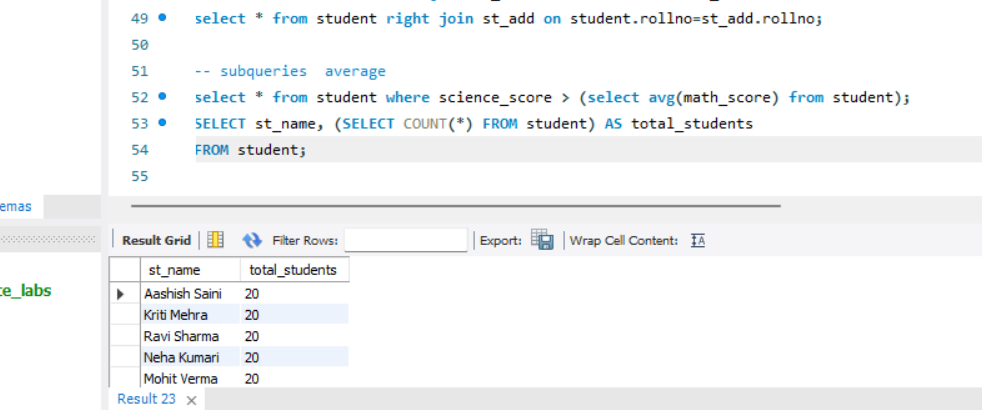 49 select * from student right join st_add on student.rollno=st_add.rollno;
50
51 -- subqueries  average
52 select * from student where science_score > (select avg(math_score) from student);
53 SELECT st_name, (SELECT COUNT(*) FROM student) AS total_students
54 FROM student;
55
emas
Result Grid Filter Rows: Export: Wrap Cell Content: IA
st_name total_students
Aashish Saini 20
Kriti Mehra 20
Ravi Sharma 20
Neha Kumari 20
Mohit Verma 20
te_labs
Result 23 ×